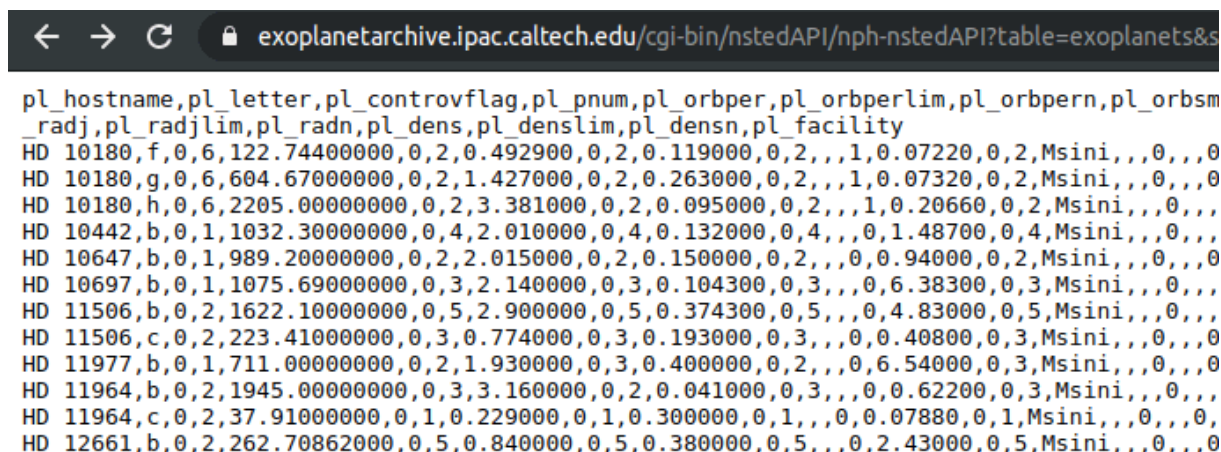 exoplanetarchive.ipac.caltech.edu/cgi-bin/nstedAPI/nph-nstedAPI?table=exoplanets&s
pl_hostname,pl_letter,pl_controvflag,pl_pnum,pl_orbper,pl_orbperlim,pl_orbpern,pl_orbsm
_radj,pl_radjlim,pl_radn,pl_dens,pl_denslim,pl_densn,pl_facility
HD 10180,f,0,6,122.74400000,0,2,0.492900,0,2,0.119000,0,2,,,1,0.07220,0,2,Msini,,,0,,,0
HD 10180,g,0,6,604.67000000,0,2,1.427000,0,2,0.263000,0,2,,,1,0.07320,0,2,Msini,,,0,,,0
HD 10180,h,0,6,2205.00000000,0,2,3.381000,0,2,0.095000,0,2,,,1,0.20660,0,2,Msini,,,0,,,
HD 10442,b,0,1,1032.30000000,0,4,2.010000,0,4,0.132000,0,4,,,0,1.48700,0,4,Msini,,,0,,,
HD 10647,b,0,1,989.20000000,0,2,2.015000,0,2,0.150000,0,2,,,0,0.94000,0,2,Msini,,,0,,,0
HD 10697,b,0,1,1075.69000000,0,3,2.140000,0,3,0.104300,0,3,,,0,6.38300,0,3,Msini,,,0,,,
HD 11506,b,0,2,1622.10000000,0,5,2.900000,0,5,0.374300,0,5,,,0,4.83000,0,5,Msini,,,0,,,
HD 11506,c,0,2,223.41000000,0,3,0.774000,0,3,0.193000,0,3,,,0,0.40800,0,3,Msini,,,0,,,0
HD 11977,b,0,1,711.00000000,0,2,1.930000,0,3,0.400000,0,2,,,0,6.54000,0,3,Msini,,,0,,,0
HD 11964,b,0,2,1945.00000000,0,3,3.160000,0,2,0.041000,0,3,,,0,0.62200,0,3,Msini,,,0,,,
HD 11964,c,0,2,37.91000000,0,1,0.229000,0,1,0.300000,0,1,,,0,0.07880,0,1,Msini,,,0,,,0,
HD 12661,b,0,2,262.70862000,0,5,0.840000,0,5,0.380000,0,5,,,0,2.43000,0,5,Msini,,,0,,,0